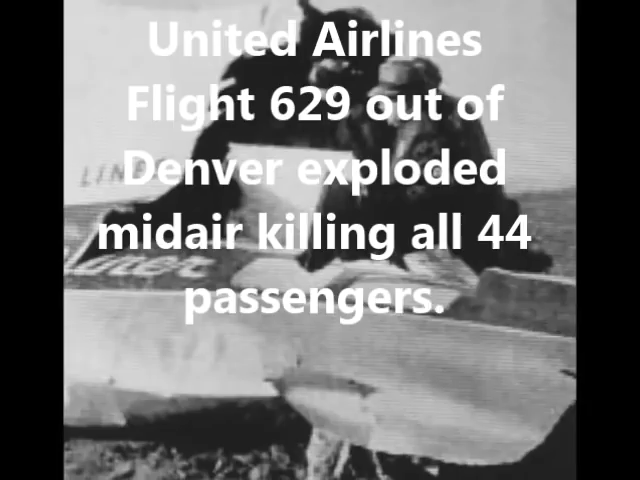 United Airlines
Flight 629 out of
Denver exploded
midair killing all 44
passengers.